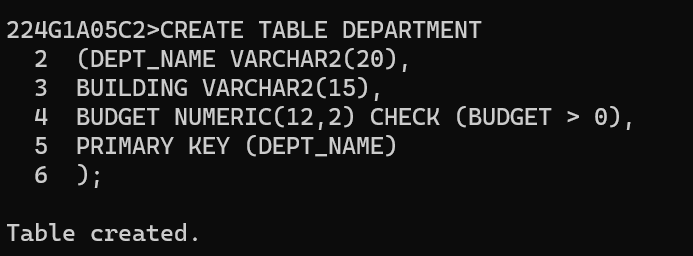 224G1A05C2>CREATE TABLE DEPARTMENT
  2  (DEPT_NAME VARCHAR2(20),
  3  BUILDING VARCHAR2(15),
  4  BUDGET NUMERIC(12,2) CHECK (BUDGET > 0),
  5  PRIMARY KEY (DEPT_NAME)
  6  );

Table created.